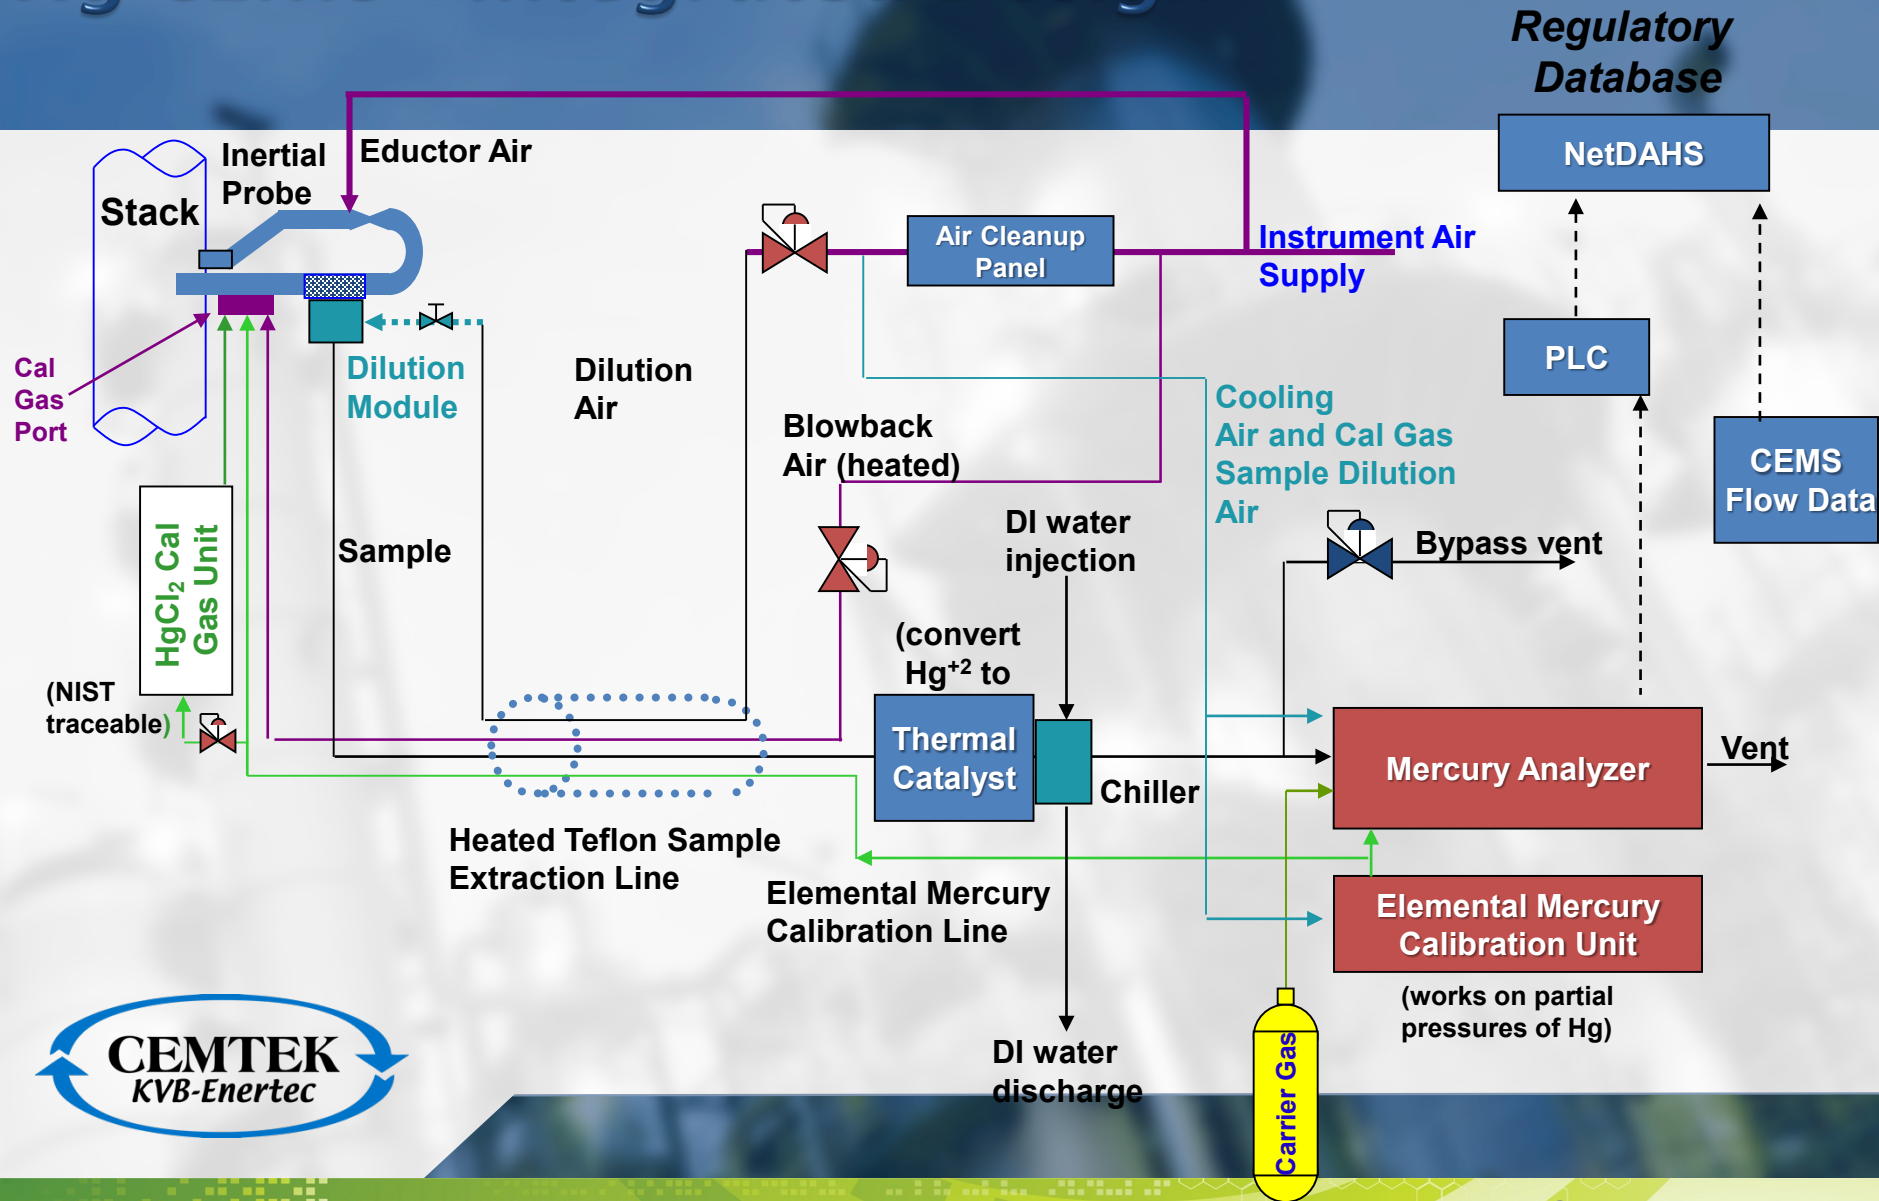 Regulatory
Database
NetDAHS
Inertial
Probe
Eductor Air
Stack
Air Cleanup
Panel
Instrument Air
Supply
PLC
Cal
Gas
Port
Dilution
Module
Dilution
Air
Cooling
Air and Cal Gas
Sample Dilution
Air
CEMS
Flow Data
Blowback
Air (heated)
DI water
injection
Bypass vent
HgCl₂ Cal
Gas Unit
Sample
(convert
Hg⁺² to
(NIST
traceable)
Thermal
Catalyst
Chiller
Mercury Analyzer
Vent
Heated Teflon Sample
Extraction Line
Elemental Mercury
Calibration Line
Elemental Mercury
Calibration Unit
(works on partial
pressures of Hg)
DI water
discharge
Carrier Gas
CEMTEK
KVB-Enertec